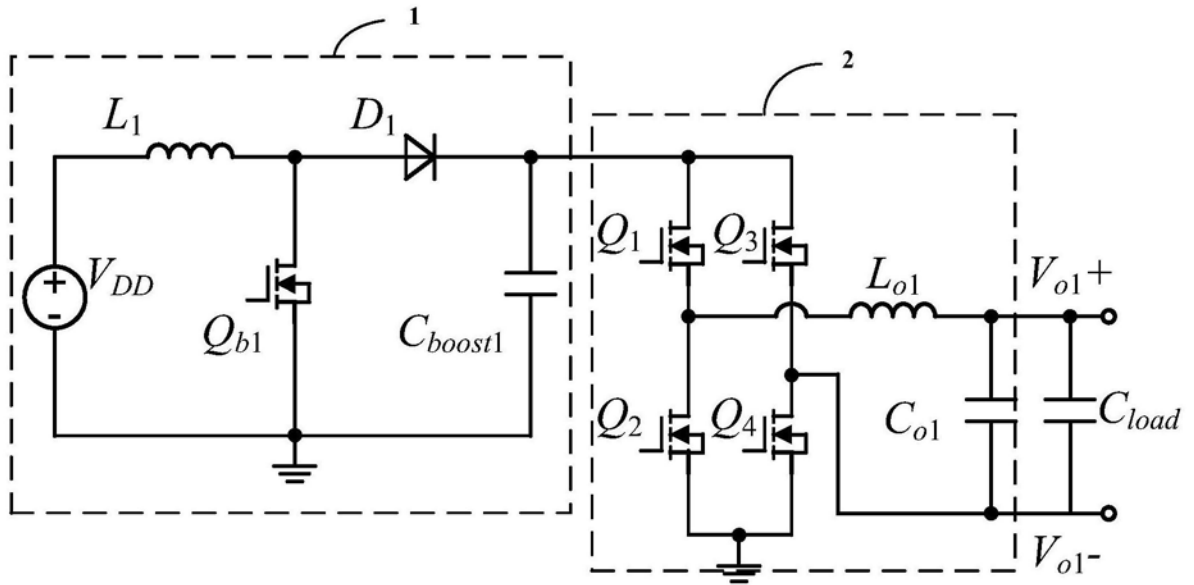 1
2
L1
D1
VDD
+
-
Qb1
Cboost1
Q1
Q3
Lo1
Vo1+
Q2
Q4
Co1
Cload
Vo1-